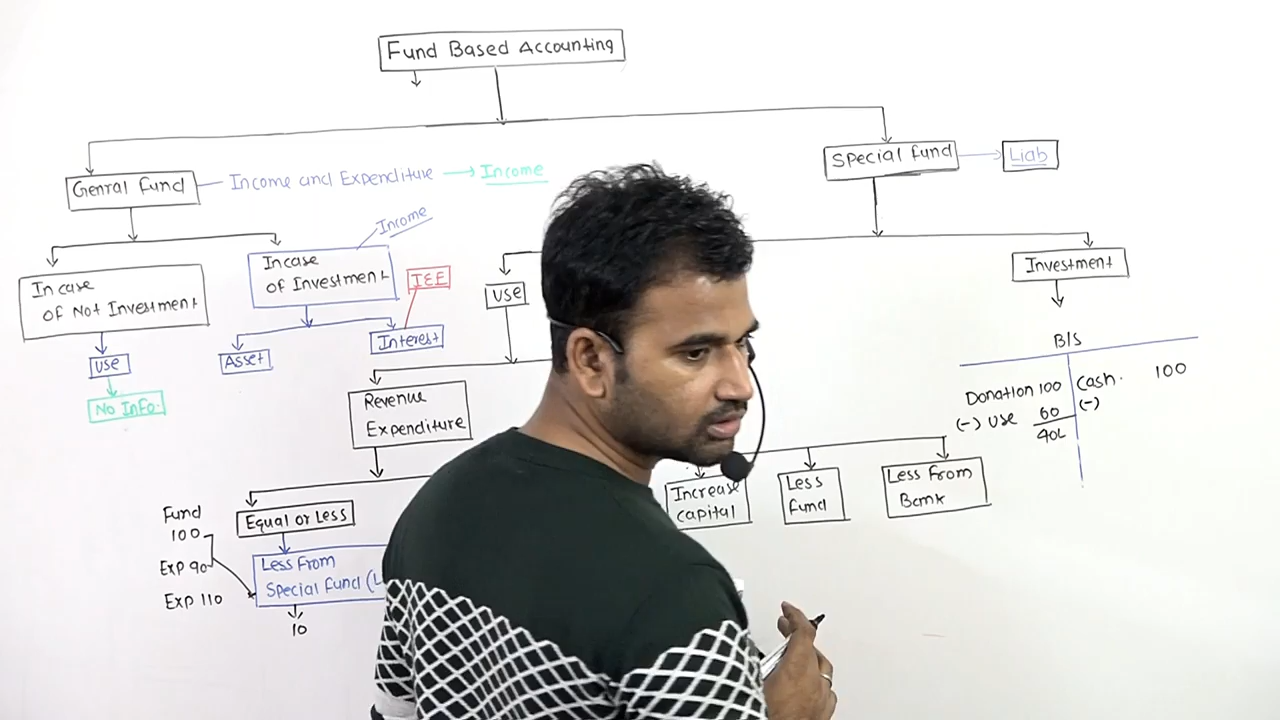 Fund Based Accounting
Genral Fund
Income and Expenditure
Income
Special Fund
Liab
In case
of Not Investment
Incase
of Investment
Income
I&E
Use
No Info.
Asset
Interest
Use
Investment
Revenue
Expenditure
Equal or Less
Less From
Special Fund (
10
Fund
100
Exp 90
Exp 110
Increase
capital
Less
Fund
Less From
Bank
B/S
Donation 100
(-) Use 60
40L
Cash. 100
(-)